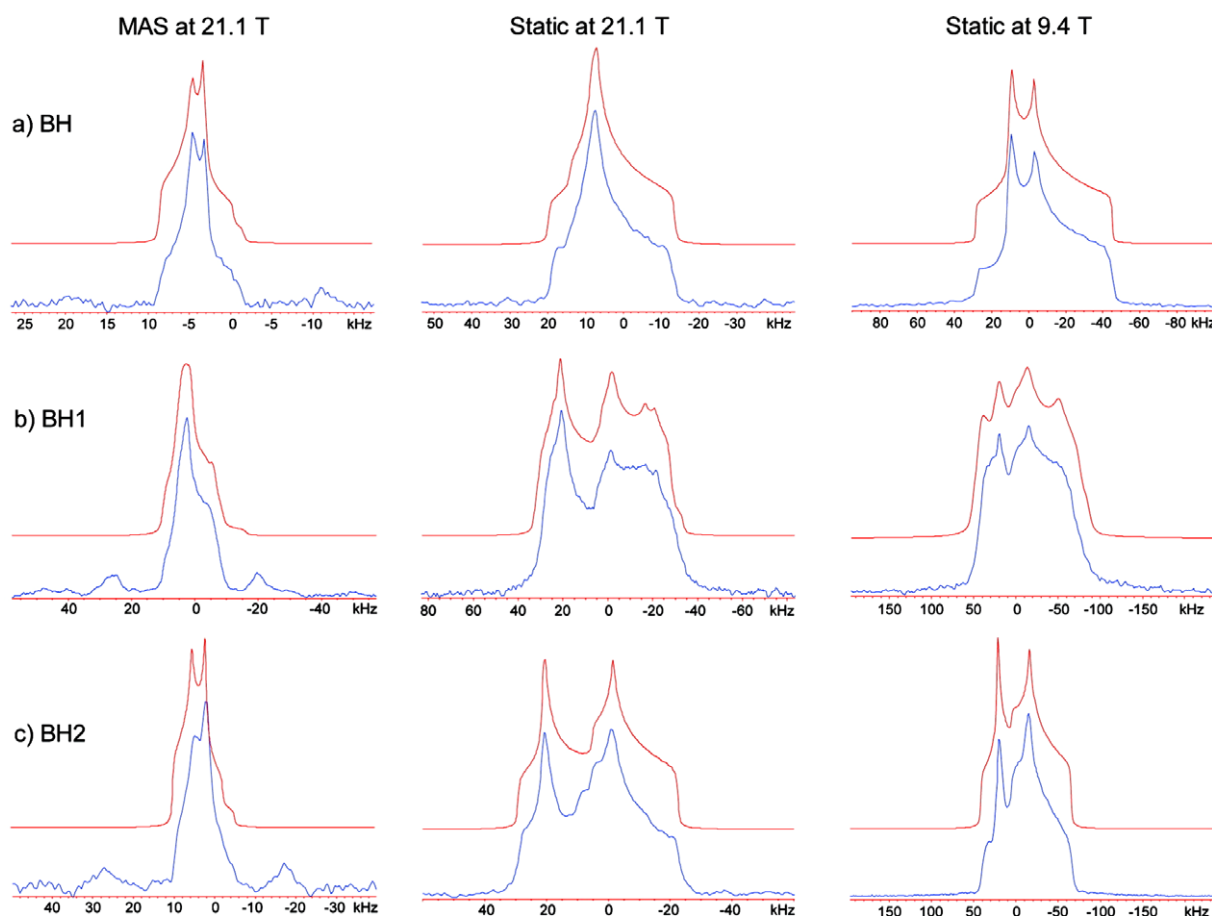 MAS at 21.1 T Static at 21.1 T Static at 9.4 T
a) BH
25 20 15 10 5 0 -5 -10 kHz
50 40 30 20 10 0 -10 -20 -30 kHz
80 60 40 20 0 -20 -40 -60 -80 kHz
b) BH1
40 20 0 -20 -40 kHz
80 60 40 20 0 -20 -40 -60 kHz
150 100 50 0 -50 -100 -150 kHz
c) BH2
40 30 20 10 0 -10 -20 -30 kHz
40 20 0 -20 -40 kHz
150 100 50 0 -50 -100 -150 kHz